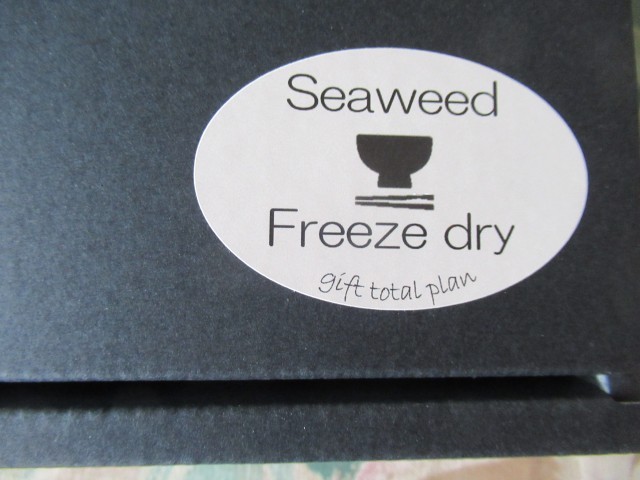 Seaweed
Freeze dry
gift total plan